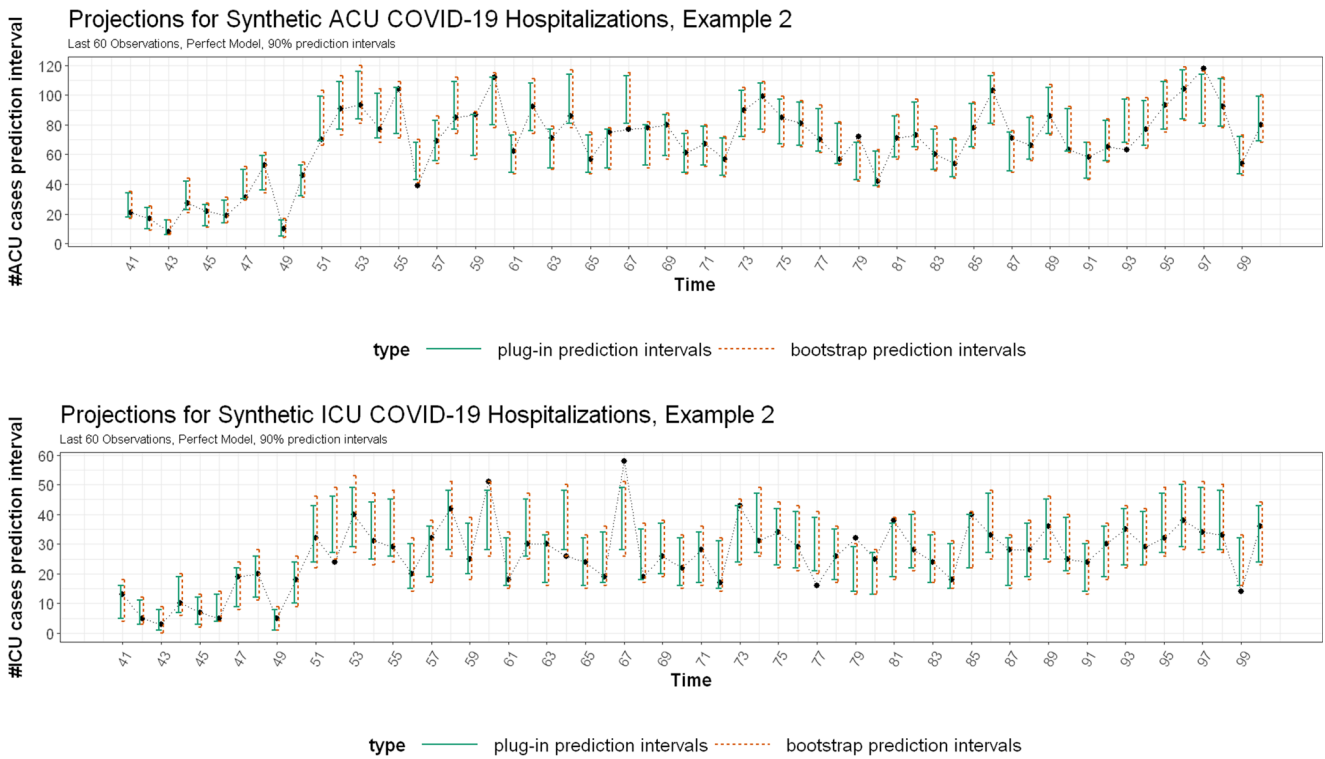 Projections for Synthetic ACU COVID-19 Hospitalizations, Example 2
Last 60 Observations, Perfect Model, 90% prediction intervals
#ACU cases prediction interval
120
100
80
60
40
20
0
41 43 45 47 49 51 53 55 57 59 61 63 65 67 69 71 73 75 77 79 81 83 85 87 89 91 93 95 97 99
Time
type plug-in prediction intervals bootstrap prediction intervals
Projections for Synthetic ICU COVID-19 Hospitalizations, Example 2
Last 60 Observations, Perfect Model, 90% prediction intervals
#ICU cases prediction interval
60
50
40
30
20
10
0
41 43 45 47 49 51 53 55 57 59 61 63 65 67 69 71 73 75 77 79 81 83 85 87 89 91 93 95 97 99
Time
type plug-in prediction intervals bootstrap prediction intervals